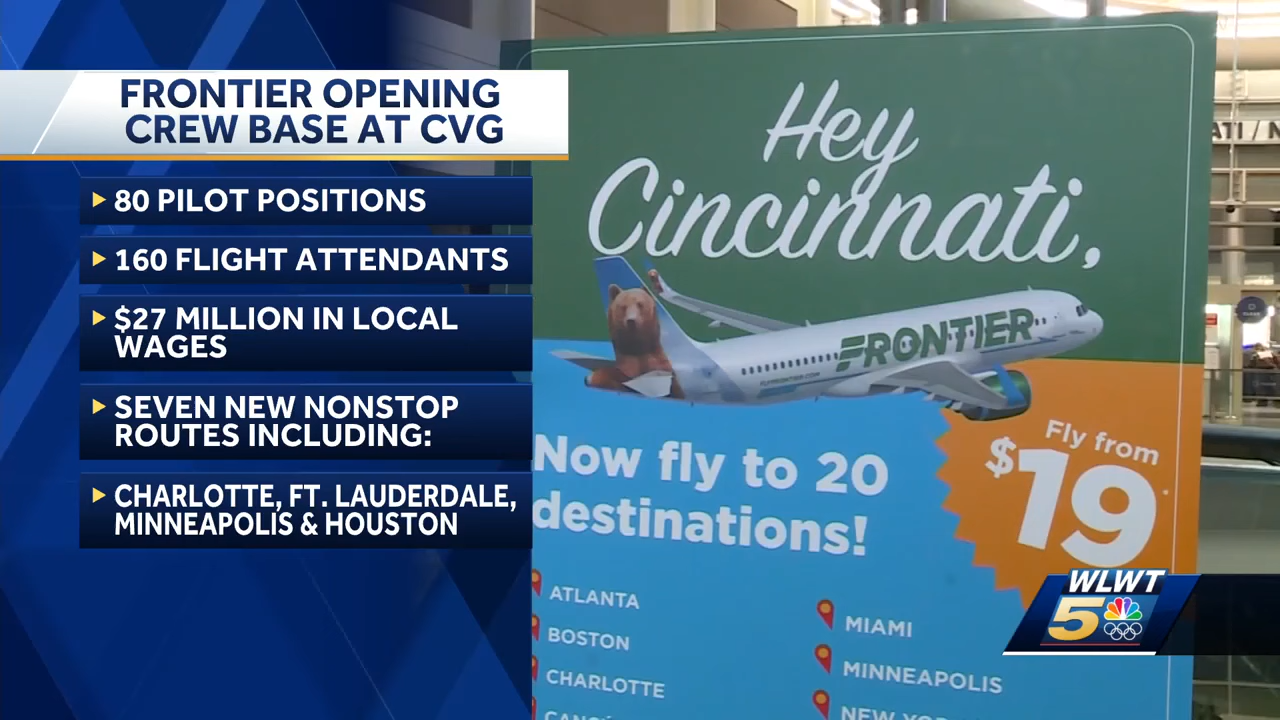 FRONTIER OPENING
CREW BASE AT CVG
80 PILOT POSITIONS
160 FLIGHT ATTENDANTS
$27 MILLION IN LOCAL
WAGES
SEVEN NEW NONSTOP
ROUTES INCLUDING:
CHARLOTTE, FT. LAUDERDALE,
MINNEAPOLIS & HOUSTON
Hey
Cincinnati,
FRONTIER
FLYFRONTIER.COM
Fly from
$19*
Now fly to 20
destinations!
ATLANTA
BOSTON
CHARLOTTE
MIAMI
MINNEAPOLIS
WLWT
5